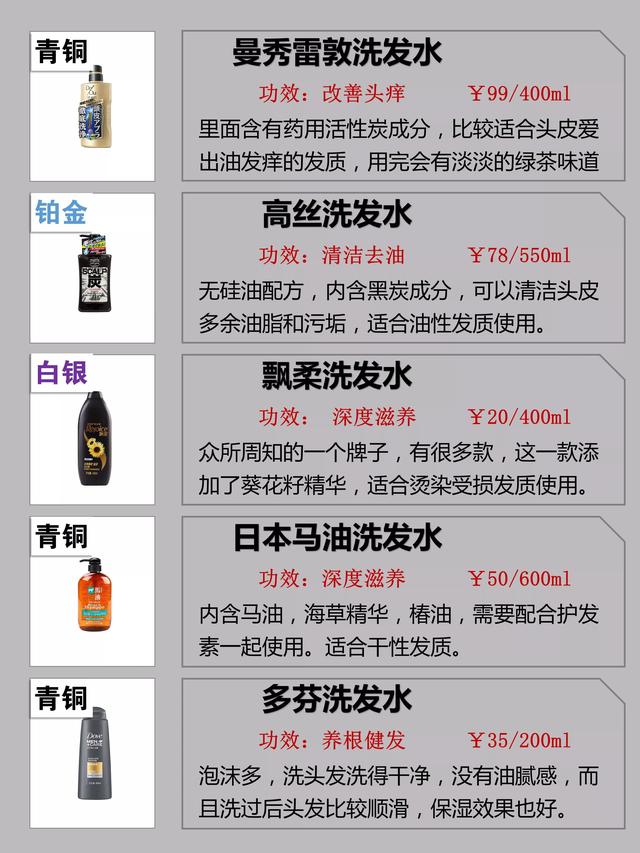 青铜
曼秀雷敦洗发水
功效：改善头痒 ￥99/400ml
里面含有药用活性炭成分，比较适合头皮爱
出油发痒的发质，用完会有淡淡的绿茶味道
铂金
SCALP
炭
高丝洗发水
功效：清洁去油 ￥78/550ml
无硅油配方，内含黑炭成分，可以清洁头皮
多余油脂和污垢，适合油性发质使用。
白银
Rejoice
飘柔洗发水
功效： 深度滋养 ￥20/400ml
众所周知的一个牌子，有很多款，这一款添
加了葵花籽精华，适合烫染受损发质使用。
青铜
日本马油洗发水
功效：深度滋养 ￥50/600ml
内含马油，海草精华，椿油，需要配合护发
素一起使用。适合干性发质。
青铜
Dove
MEN+
CARE
多芬洗发水
功效：养根健发 ￥35/200ml
泡沫多，洗头发洗得干净，没有油腻感，而
且洗过后头发比较顺滑，保湿效果也好。